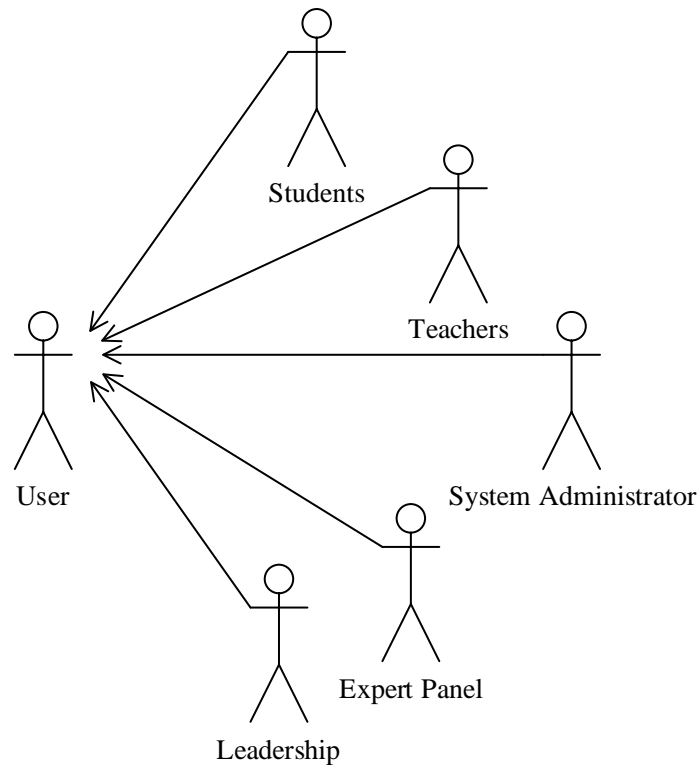 Students
Teachers
User
System Administrator
Expert Panel
Leadership